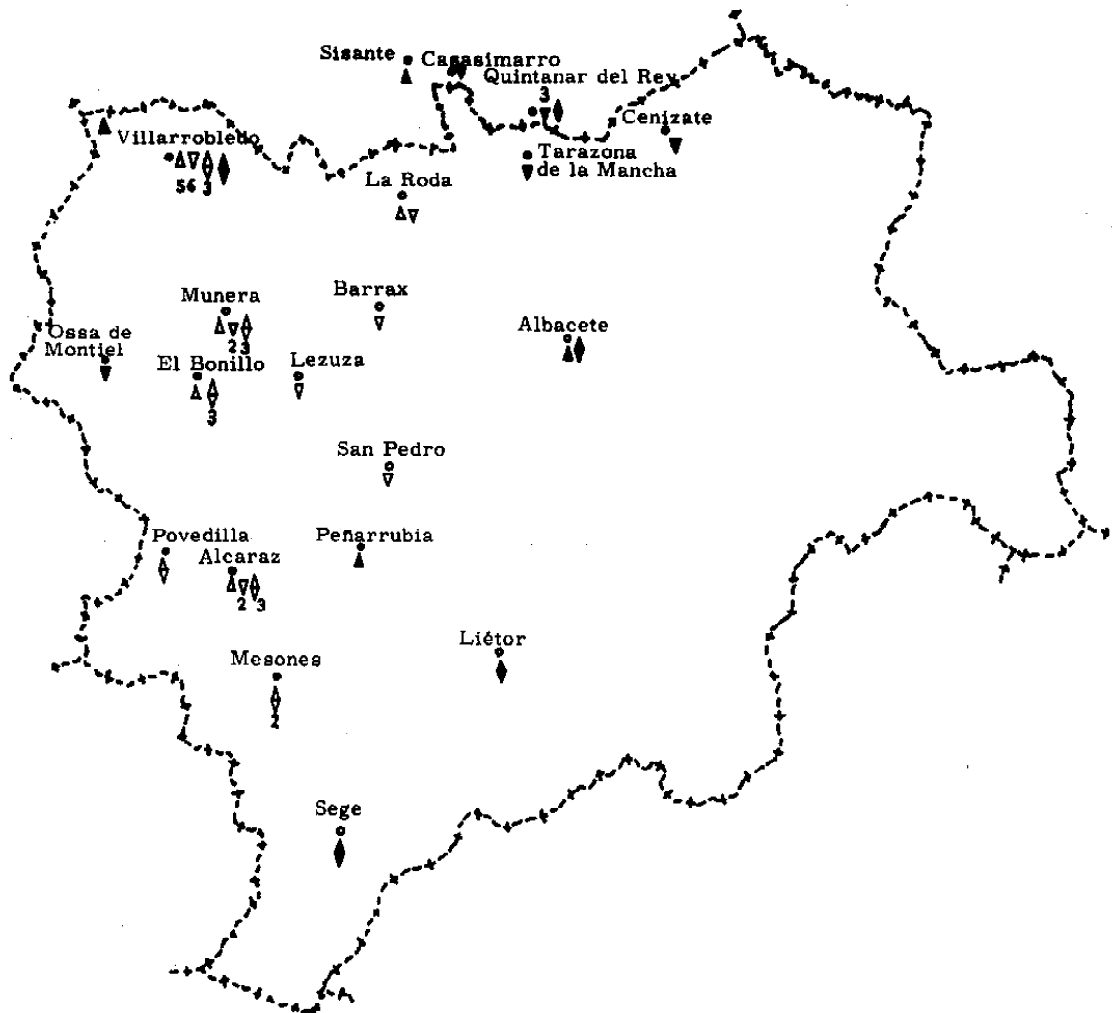 Sisante
Casasimarro
Quintanar del Rey
3
Cenizate
Villarrobledo
56 3
Tarazona
de la Mancha
La Roda
Munera
2 3
Barrax
Albacete
Ossa de
Montiel
El Bonillo
3
Lezuza
San Pedro
Povedilla
Alcaraz
2 3
Peñarrubia
Liétor
Mesones
2
Sege